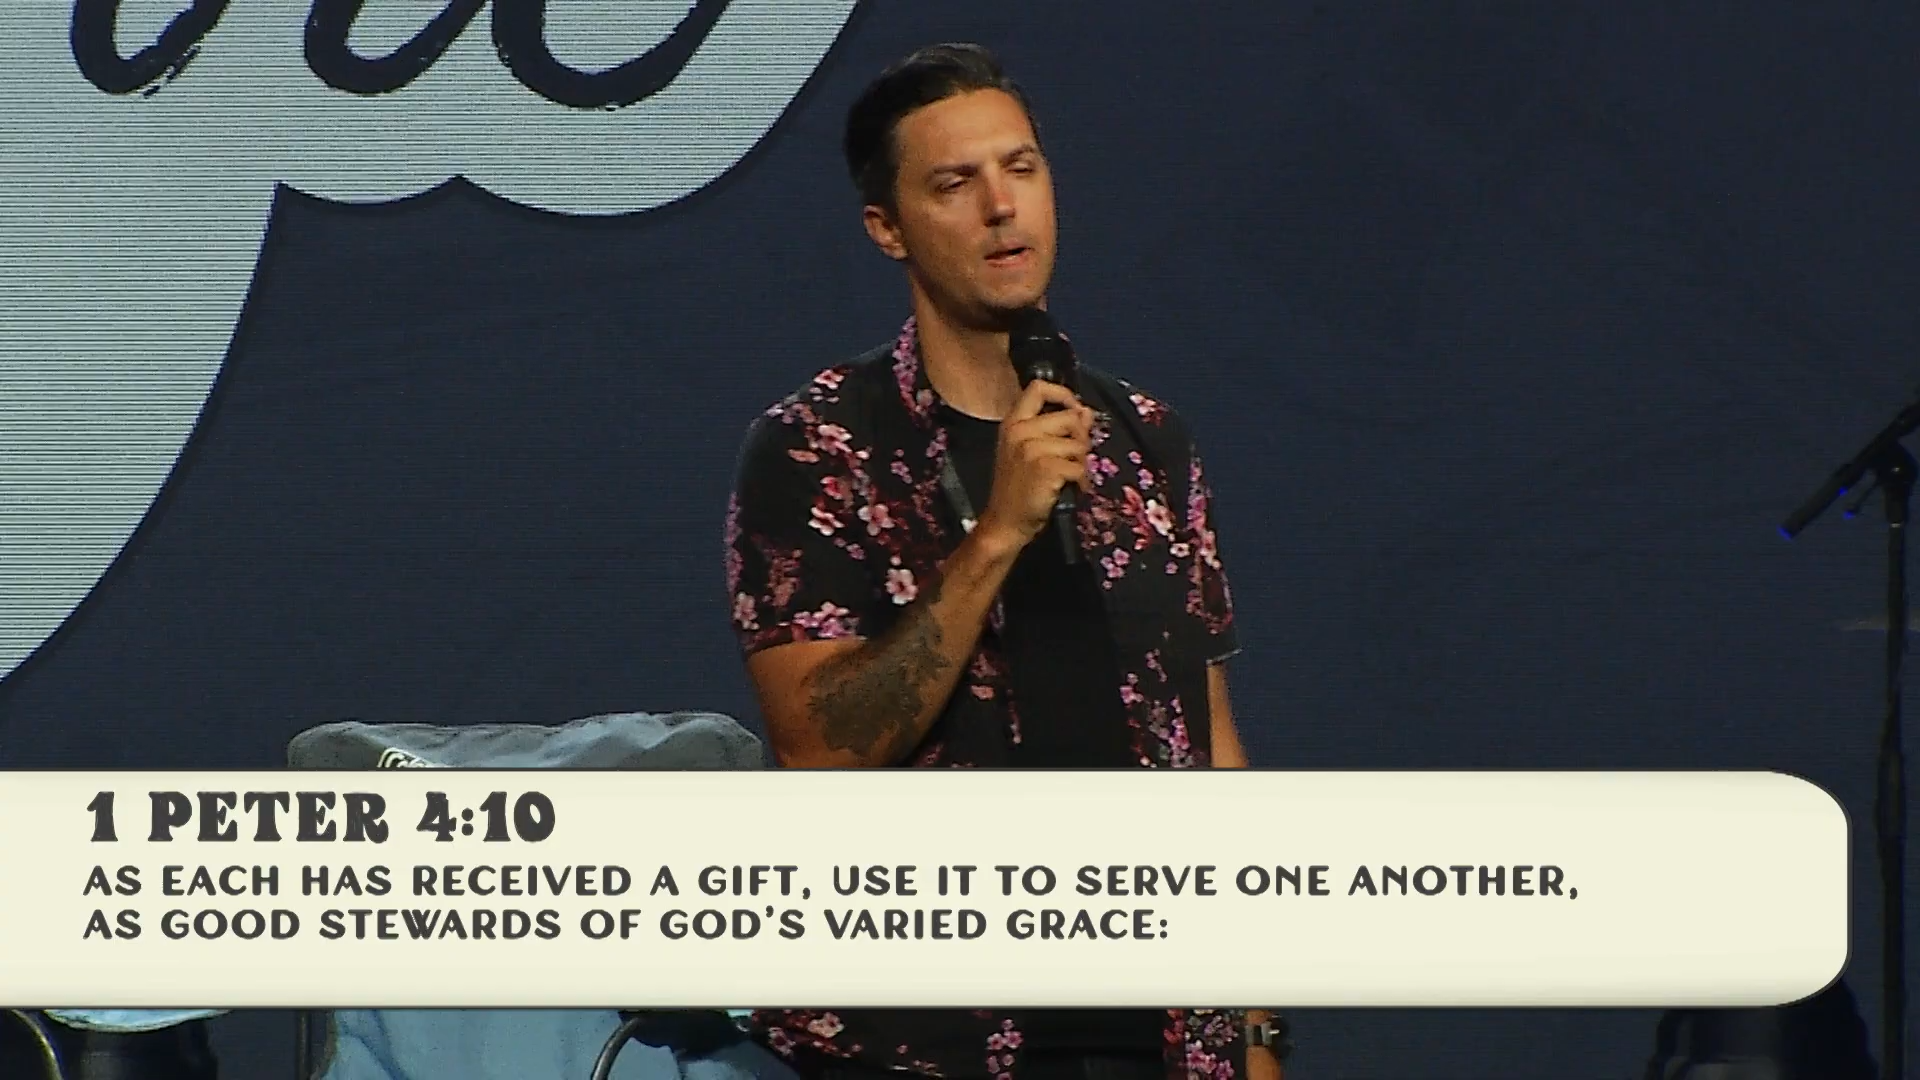 1 PETER 4:10
AS EACH HAS RECEIVED A GIFT, USE IT TO SERVE ONE ANOTHER,
AS GOOD STEWARDS OF GOD'S VARIED GRACE: